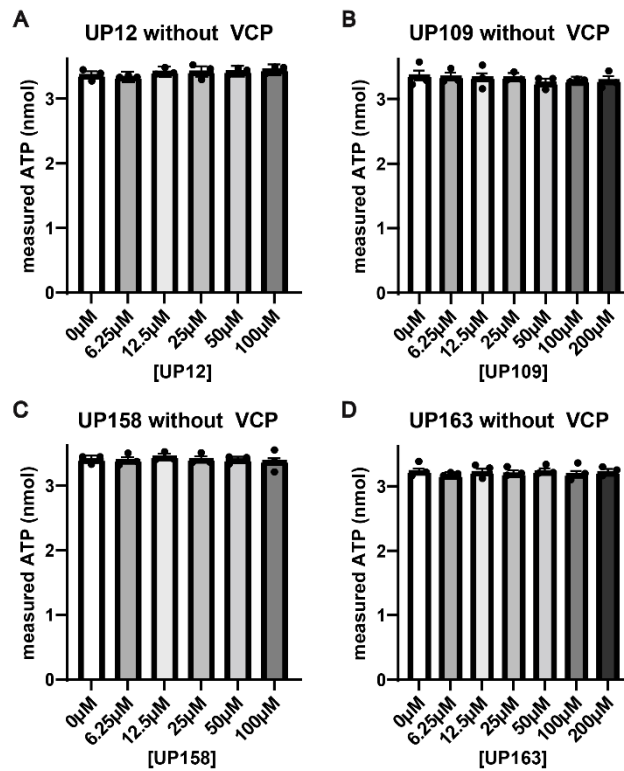 A
UP12 without VCP
measured ATP (nmol)
3
2
1
0
0µM
6.25µM
12.5µM
25µM
50µM
100µM
[UP12]
B
UP109 without VCP
measured ATP (nmol)
3
2
1
0
0µM
6.25µM
12.5µM
25µM
50µM
100µM
200µM
[UP109]
C
UP158 without VCP
measured ATP (nmol)
3
2
1
0
0µM
6.25µM
12.5µM
25µM
50µM
100µM
[UP158]
D
UP163 without VCP
measured ATP (nmol)
3
2
1
0
0µM
6.25µM
12.5µM
25µM
50µM
100µM
200µM
[UP163]